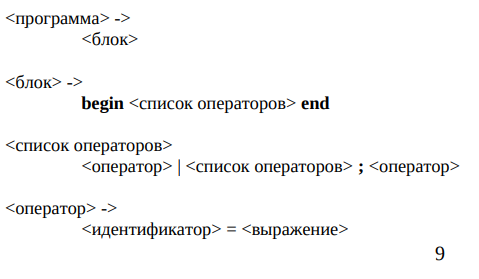 <программа> ->
<блок>
<блок> ->
begin <список операторов> end
<список операторов>
<оператор> | <список операторов> ; <оператор>
<оператор> ->
<идентификатор> = <выражение>
9